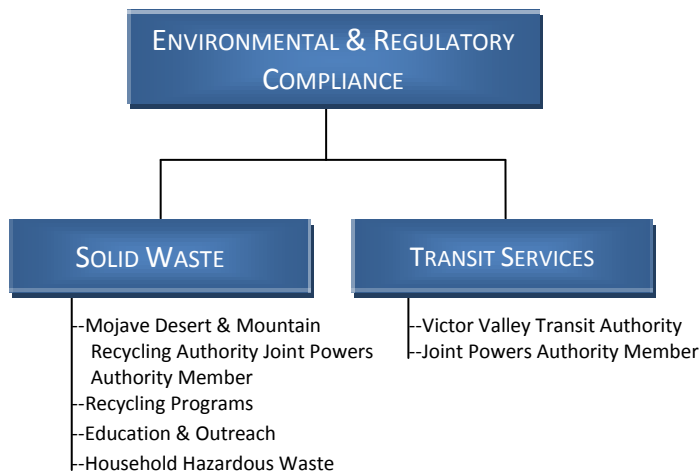 ENVIRONMENTAL & REGULATORY
COMPLIANCE
SOLID WASTE
--Mojave Desert & Mountain
Recycling Authority Joint Powers
Authority Member
--Recycling Programs
--Education & Outreach
--Household Hazardous Waste
TRANSIT SERVICES
--Victor Valley Transit Authority
--Joint Powers Authority Member